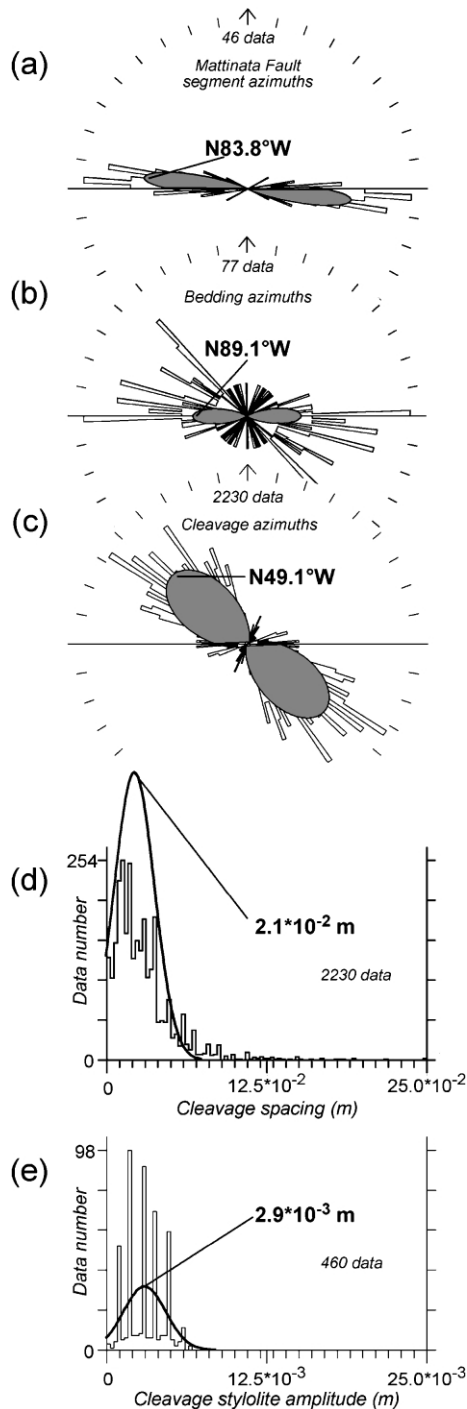 (a)
46 data
Mattinata Fault
segment azimuths
N83.8°W
(b)
77 data
Bedding azimuths
N89.1°W
(c)
2230 data
Cleavage azimuths
N49.1°W
(d)
254
Data number
0
2.1*10⁻² m
2230 data
0
12.5*10⁻²
25.0*10⁻²
Cleavage spacing (m)
(e)
98
Data number
0
2.9*10⁻³ m
460 data
0
12.5*10⁻³
25.0*10⁻³
Cleavage stylolite amplitude (m)